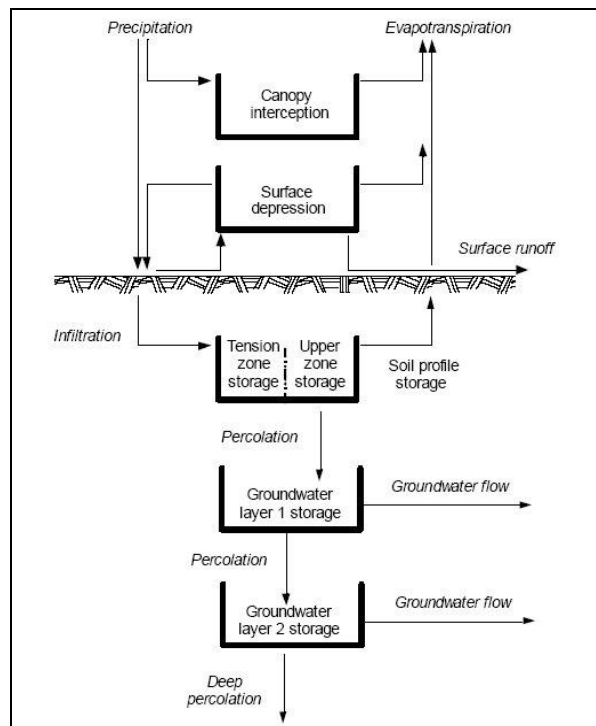 Precipitation
Evapotranspiration
Canopy
interception
Surface
depression
Surface runoff
Infiltration
Tension
zone
storage
Upper
zone
storage
Soil profile
storage
Percolation
Groundwater
layer 1 storage
Groundwater flow
Percolation
Groundwater
layer 2 storage
Groundwater flow
Deep
percolation